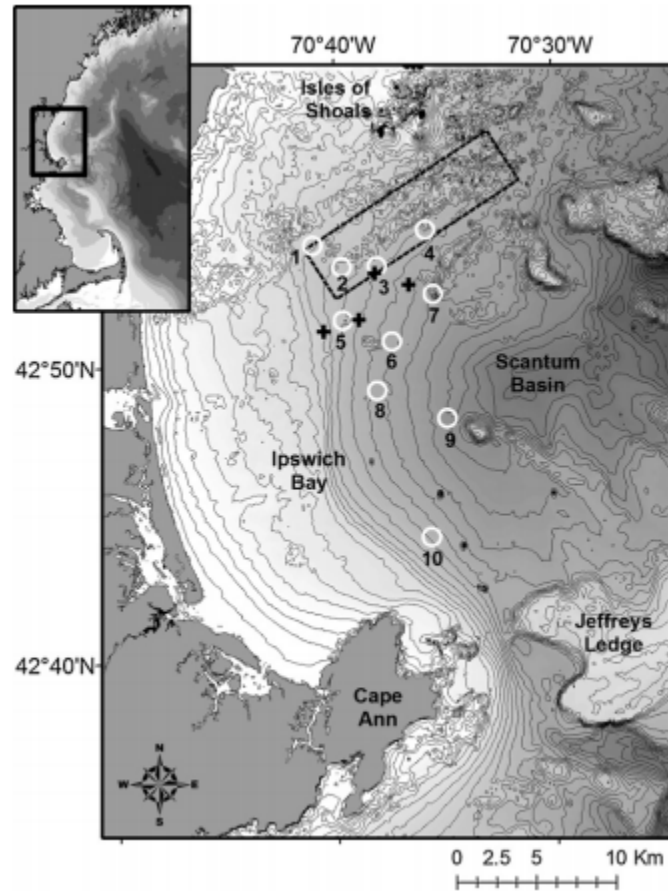 70°40'W 70°30'W
Isles of
Shoals
1
2
3
4
5
6
7
8
9
10
42°50'N
Scantum
Basin
Ipswich
Bay
42°40'N
Jeffreys
Ledge
Cape
Ann
N
W E
S
0 2.5 5 10 Km